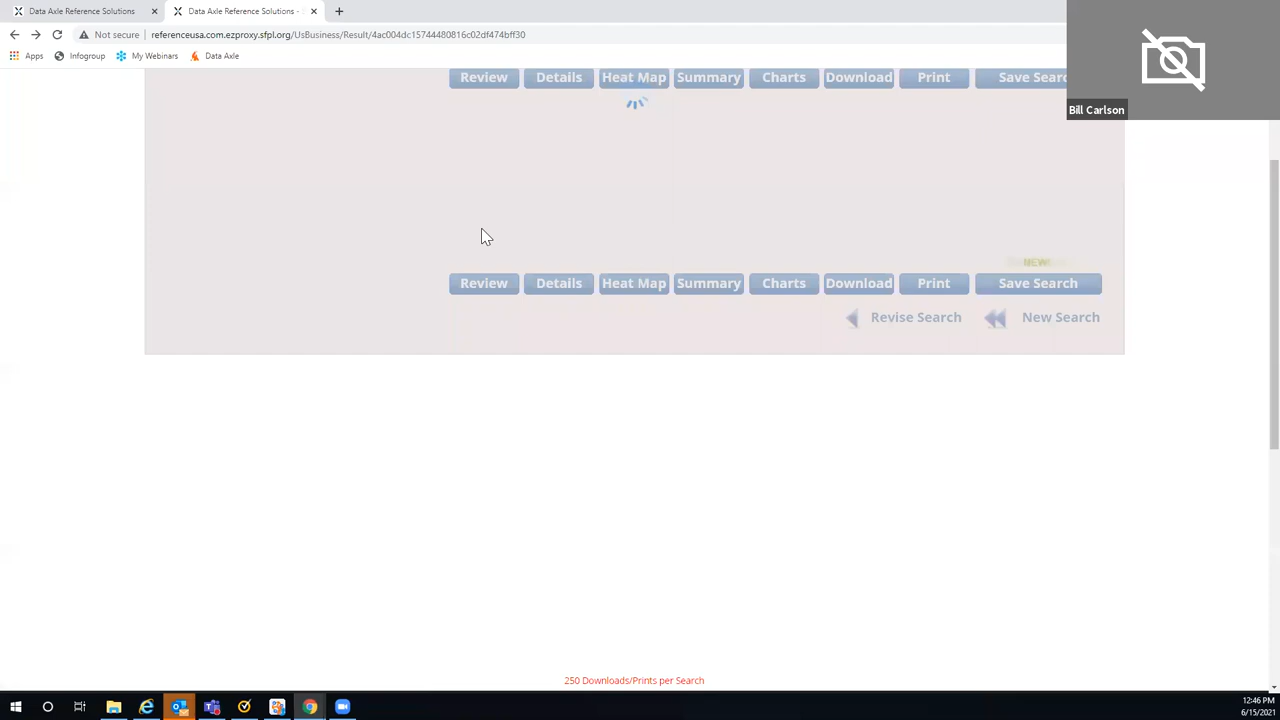 Data Axle Reference Solutions
Data Axle Reference Solutions -
Not secure referenceusa.com.ezproxy.sfpl.org/UsBusiness/Result/4ac004dc15744480816c02df474bff30
Apps Infogroup My Webinars Data Axle
Bill Carlson
Review Details Heat Map Summary Charts Download Print Save Searc
NEW!
Review Details Heat Map Summary Charts Download Print Save Search
Revise Search New Search
250 Downloads/Prints per Search
12:46 PM
6/15/2021